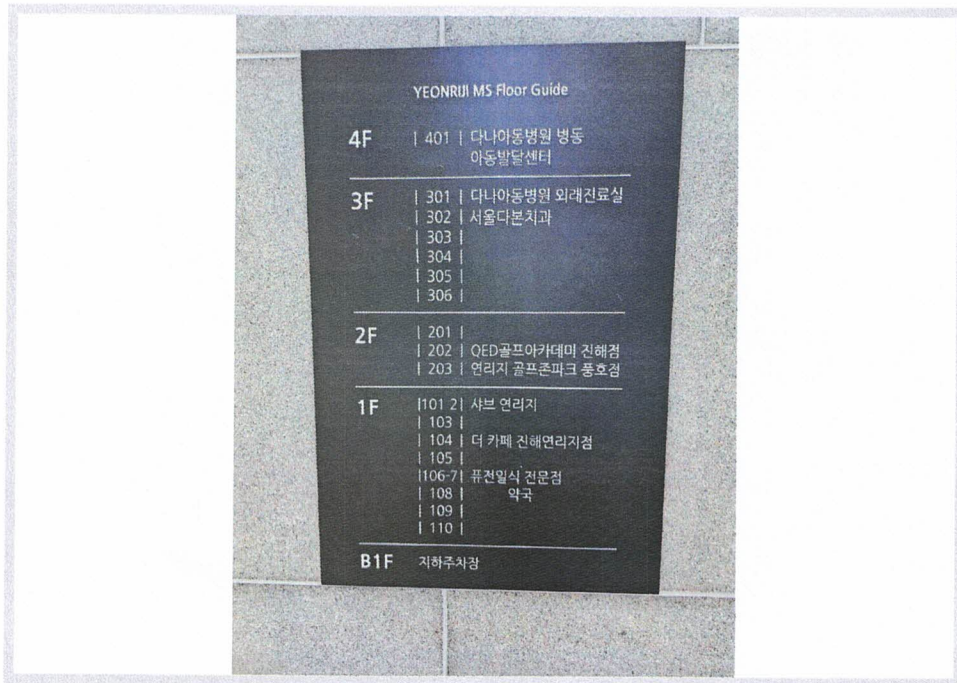 YEONRIJI MS Floor Guide
4F | 401 | 다나아동병원 병동
아동발달센터
3F | 301 | 다나아동병원 외래진료실
| 302 | 서울다본치과
| 303 |
| 304 |
| 305 |
| 306 |
2F | 201 |
| 202 | QED골프아카데미 진해점
| 203 | 연리지 골프존파크 풍호점
1F |101 2| 샤브 연리지
| 103 |
| 104 | 더 카페 진해연리지점
| 105 |
|106-7| 퓨전일식 전문점
| 108 | 약국
| 109 |
| 110 |
B1F 지하주차장